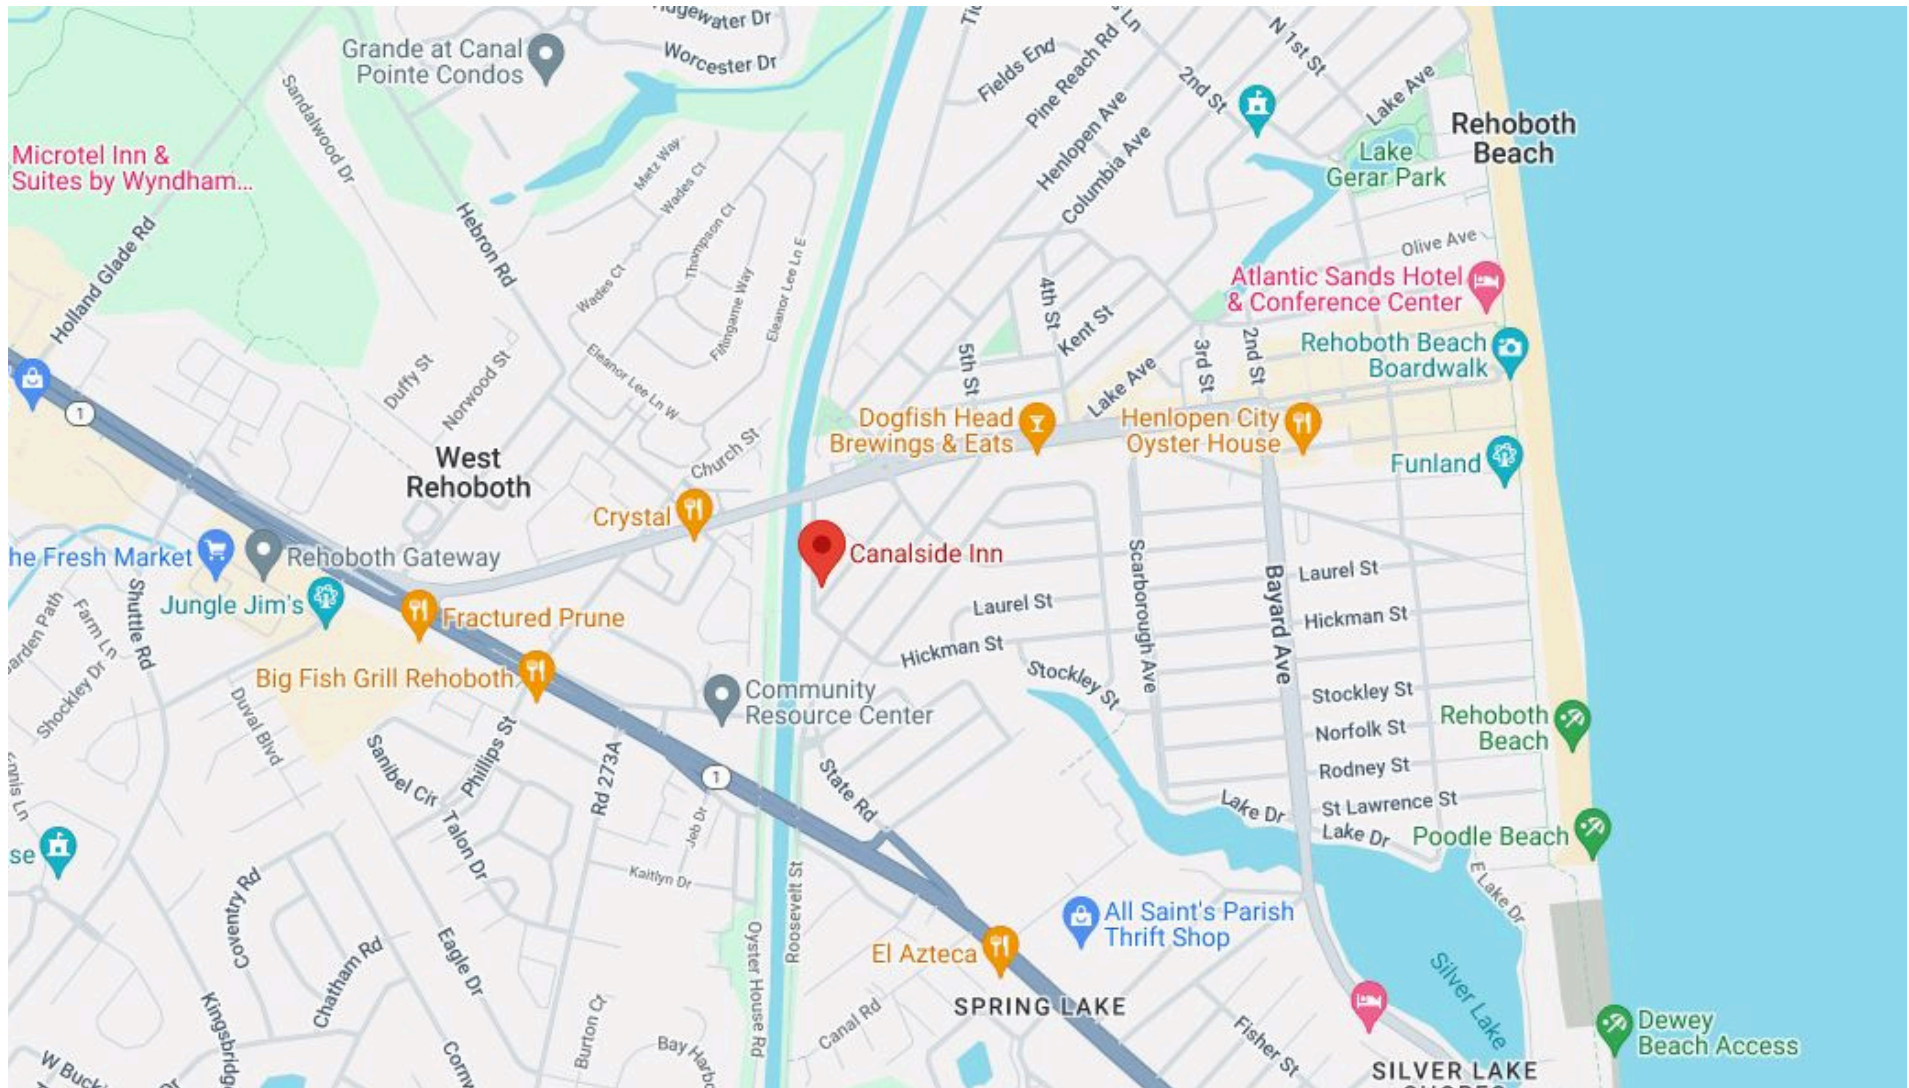 Ridgewater Dr
Worcester Dr
Grande at Canal
Pointe Condos
Fields End
Pine Reach Rd
Ln
2nd St
N 1st St
Lake Ave
Rehoboth
Beach
Lake
Gerar Park
Henlopen Ave
Columbia Ave
Sandalwood Dr
Microtel Inn &
Suites by Wyndham...
Metz Way
Wades Ct
Thompson Ct
Wades Ct
Eleanor Lee Ln E
Hebron Rd
Holland Glade Rd
Olive Ave
Atlantic Sands Hotel
& Conference Center
4th St
Kent St
5th St
3rd St
2nd St
Lake Ave
Rehoboth Beach
Boardwalk
Eleanor Lee Ln W
Duffy St
Norwood St
1
Church St
West
Rehoboth
Dogfish Head
Brewings & Eats
Henlopen City
Oyster House
Funland
Crystal
Canalside Inn
he Fresh Market
Rehoboth Gateway
Jungle Jim's
Fractured Prune
Big Fish Grill Rehoboth
Shuttle Rd
Farm Ln
arden Path
Shockley Dr
Duval Blvd
Scarborough Ave
Bayard Ave
Laurel St
Laurel St
Hickman St
Hickman St
Stockley St
Stockley St
Norfolk St
Rodney St
St Lawrence St
Lake Dr
Lake Dr
Rehoboth
Beach
Poodle Beach
E Lake Dr
Community
Resource Center
Sanibel Cir
Phillips St
Rd 273A
1
State Rd
Talon Dr
Jeb Dr
Kaitlyn Dr
Roosevelt St
Oyster House Rd
se
Coventry Rd
Chatham Rd
Eagle Dr
All Saint's Parish
Thrift Shop
El Azteca
SPRING LAKE
Canal Rd
Burton Cr
Bay Harbo
Fisher St
Silver Lake
Dewey
Beach Access
SILVER LAKE
SHORES
Kingsbrid
W Buck
Dr
Cornw